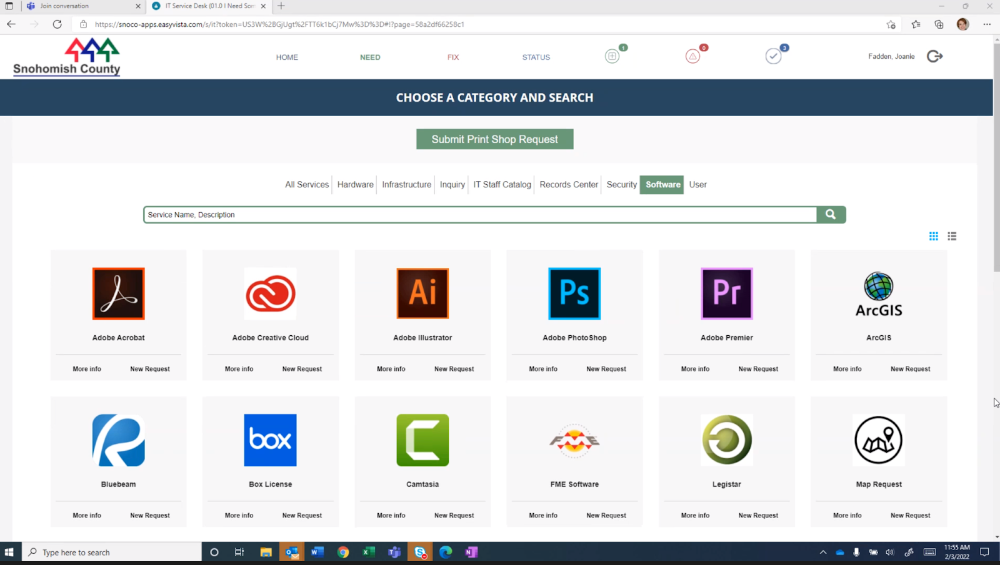 Join conversation
IT Service Desk (01.0 I Need Som
https://snoco-apps.easyvista.com/s/it?token=US3W%2BGjUgt%2FTT6k1bCj7Mw%3D%3D#!?page=58a2df66258c1
Snohomish County
HOME NEED FIX STATUS 1 0 3 Fadden, Joanie
CHOOSE A CATEGORY AND SEARCH
Submit Print Shop Request
All Services Hardware Infrastructure Inquiry IT Staff Catalog Records Center Security Software User
Service Name, Description
Ai Ps Pr ArcGIS
Adobe Acrobat Adobe Creative Cloud Adobe Illustrator Adobe PhotoShop Adobe Premier ArcGIS
More info New Request More info New Request More info New Request More info New Request More info New Request More info New Request
box C FME
Bluebeam Box License Camtasia FME Software Legistar Map Request
More info New Request More info New Request More info New Request More info New Request More info New Request More info New Request
Type here to search
11:55 AM
2/3/2022